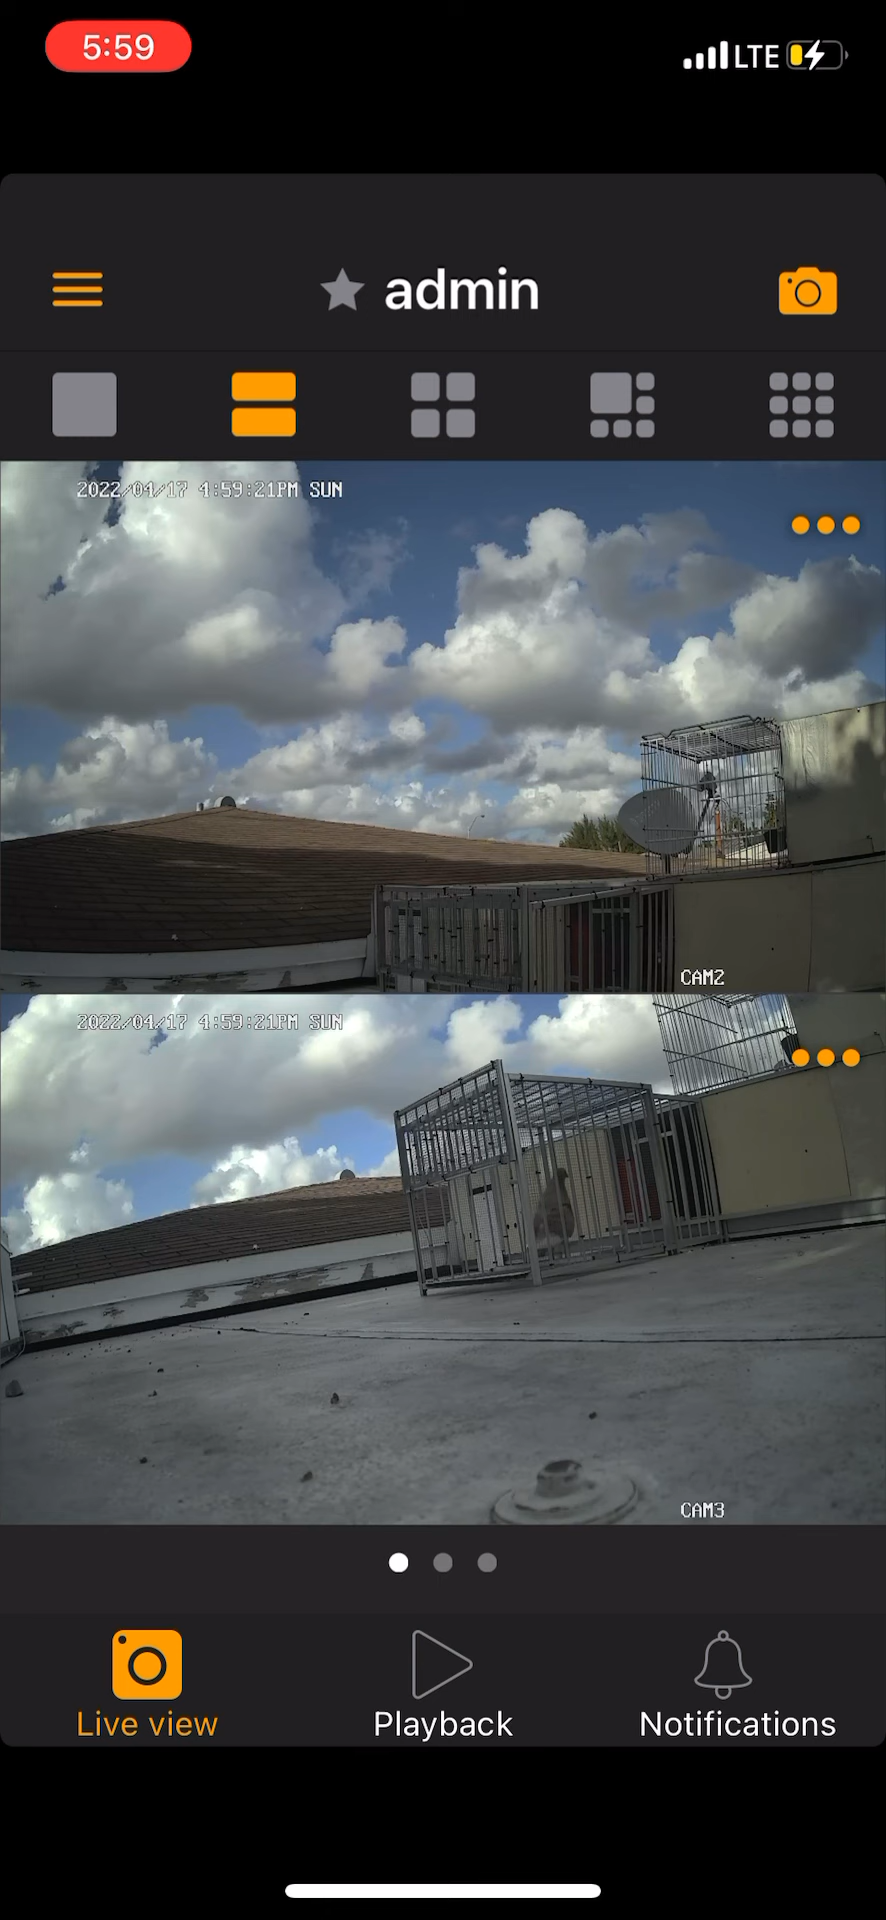 5:59
LTE
admin
2022/04/17 4:59:21PM SUN
CAM2
2022/04/17 4:59:21PM SUN
CAM3
Live view
Playback
Notifications